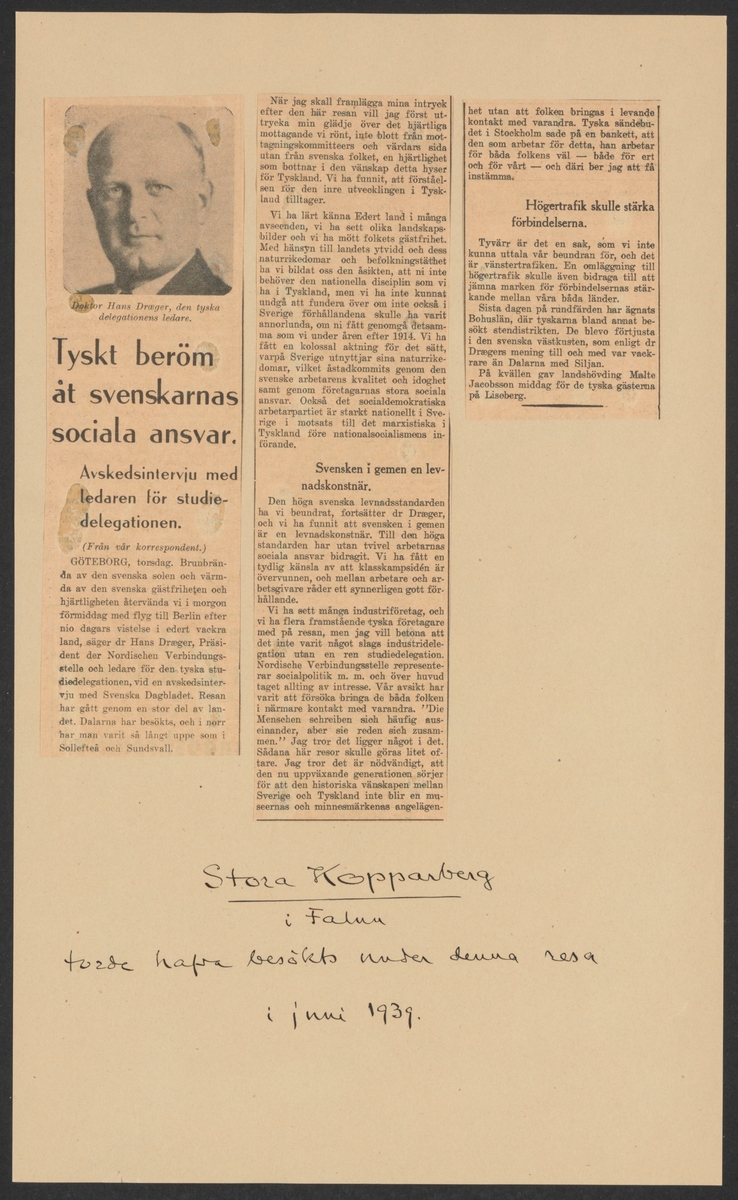 Doktor Hans Dræger, den tyska
delegationens ledare.
Tyskt beröm
åt svenskarnas
sociala ansvar.
Avskedsintervju med
ledaren för studie-
delegationen.
(Från vår korrespondent.)
GÖTEBORG, torsdag. Brunbrän-
da av den svenska solen och värm-
da av den svenska gästfriheten och
hjärtligheten återvända vi i morgon
förmiddag med flyg till Berlin efter
nio dagars vistelse i edert vackra
land, säger dr Hans Dræger, Präsi-
dent der Nordischen Verbindungs-
stelle och ledare för den tyska stu-
diedelegationen, vid en avskedsinter-
vju med Svenska Dagbladet. Resan
har gått genom en stor del av lan-
det. Dalarna har besökts, och i norr
har man varit så långt uppe som i
Sollefteå och Sundsvall.
När jag skall framlägga mina intryck
efter den här resan vill jag först ut-
trycka min glädje över det hjärtliga
mottagande vi rönt, inte blott från mot-
tagningskommitteers och värdars sida
utan från svenska folket, en hjärtlighet
som bottnar i den vänskap detta hyser
för Tyskland. Vi ha funnit, att förståel-
sen för den inre utvecklingen i Tysk-
land tilltager.
Vi ha lärt känna Edert land i många
avseenden, vi ha sett olika landskaps-
bilder och vi ha mött folkets gästfrihet.
Med hänsyn till landets ytvidd och dess
naturrikedomar och befolkningstäthet
ha vi bildat oss den åsikten, att ni inte
behöver den nationella disciplin som vi
ha i Tyskland, men vi ha inte kunnat
undgå att fundera över om inte också i
Sverige förhållandena skulle ha varit
annorlunda, om ni fått genomgå detsam-
ma som vi under åren efter 1914. Vi ha
fått en kolossal aktning för det sätt,
varpå Sverige utnyttjar sina naturrike-
domar, vilket åstadkommits genom den
svenske arbetarens kvalitet och idoghet
samt genom företagarnas stora sociala
ansvar. Också det socialdemokratiska
arbetarpartiet är starkt nationellt i Sve-
rige i motsats till det marxistiska i
Tyskland före nationalsocialismens in-
förande.
Svensken i gemen en lev-
nadskonstnär.
Den höga svenska levnadsstandarden
ha vi beundrat, fortsätter dr Dræger,
och vi ha funnit att svensken i gemen
är en levnadskonstnär. Till den höga
standarden har utan tvivel arbetarnas
sociala ansvar bidragit. Vi ha fått en
tydlig känsla av att klasskampsidén är
övervunnen, och mellan arbetare och ar-
betsgivare råder ett synnerligen gott för-
hållande.
Vi ha sett många industriföretag, och
vi ha flera framstående tyska företagare
med på resan, men jag vill betona att
det inte varit något slags industridele-
gation utan en ren studiedelegation.
Nordische Verbindungsstelle represente-
rar socialpolitik m. m. och över huvud
taget allting av intresse. Vår avsikt har
varit att försöka bringa de båda folken
i närmare kontakt med varandra. ”Die
Menschen schreiben sich häufig aus-
einander, aber sie reden sich zusam-
men.” Jag tror det ligger något i det.
Sådana här resor skulle göras litet of-
tare. Jag tror det är nödvändigt, att
den nu uppväxande generationen sörjer
för att den historiska vänskapen mellan
Sverige och Tyskland inte blir en mu-
seernas och minnesmärkenas angelägen-
het utan att folken bringas i levande
kontakt med varandra. Tyska sändebu-
det i Stockholm sade på en bankett, att
den som arbetar för detta, han arbetar
för båda folkens väl — både för ert
och för vårt — och däri ber jag att få
instämma.
Högertrafik skulle stärka
förbindelserna.
Tyvärr är det en sak, som vi inte
kunna uttala vår beundran för, och det
är vänstertrafiken. En omläggning till
högertrafik skulle även bidraga till att
jämna marken för förbindelsernas stär-
kande mellan våra båda länder.
Sista dagen på rundfärden har ägnats
Bohuslän, där tyskarna bland annat be-
sökt stendistrikten. De blevo förtjusta
i den svenska västkusten, som enligt dr
Drægers mening till och med var vack-
rare än Dalarna med Siljan.
På kvällen gav landshövding Malte
Jacobsson middag för de tyska gästerna
på Liseberg.
Stora Kopparberg
i Falun
torde hafva besökts under denna resa
i juni 1939.